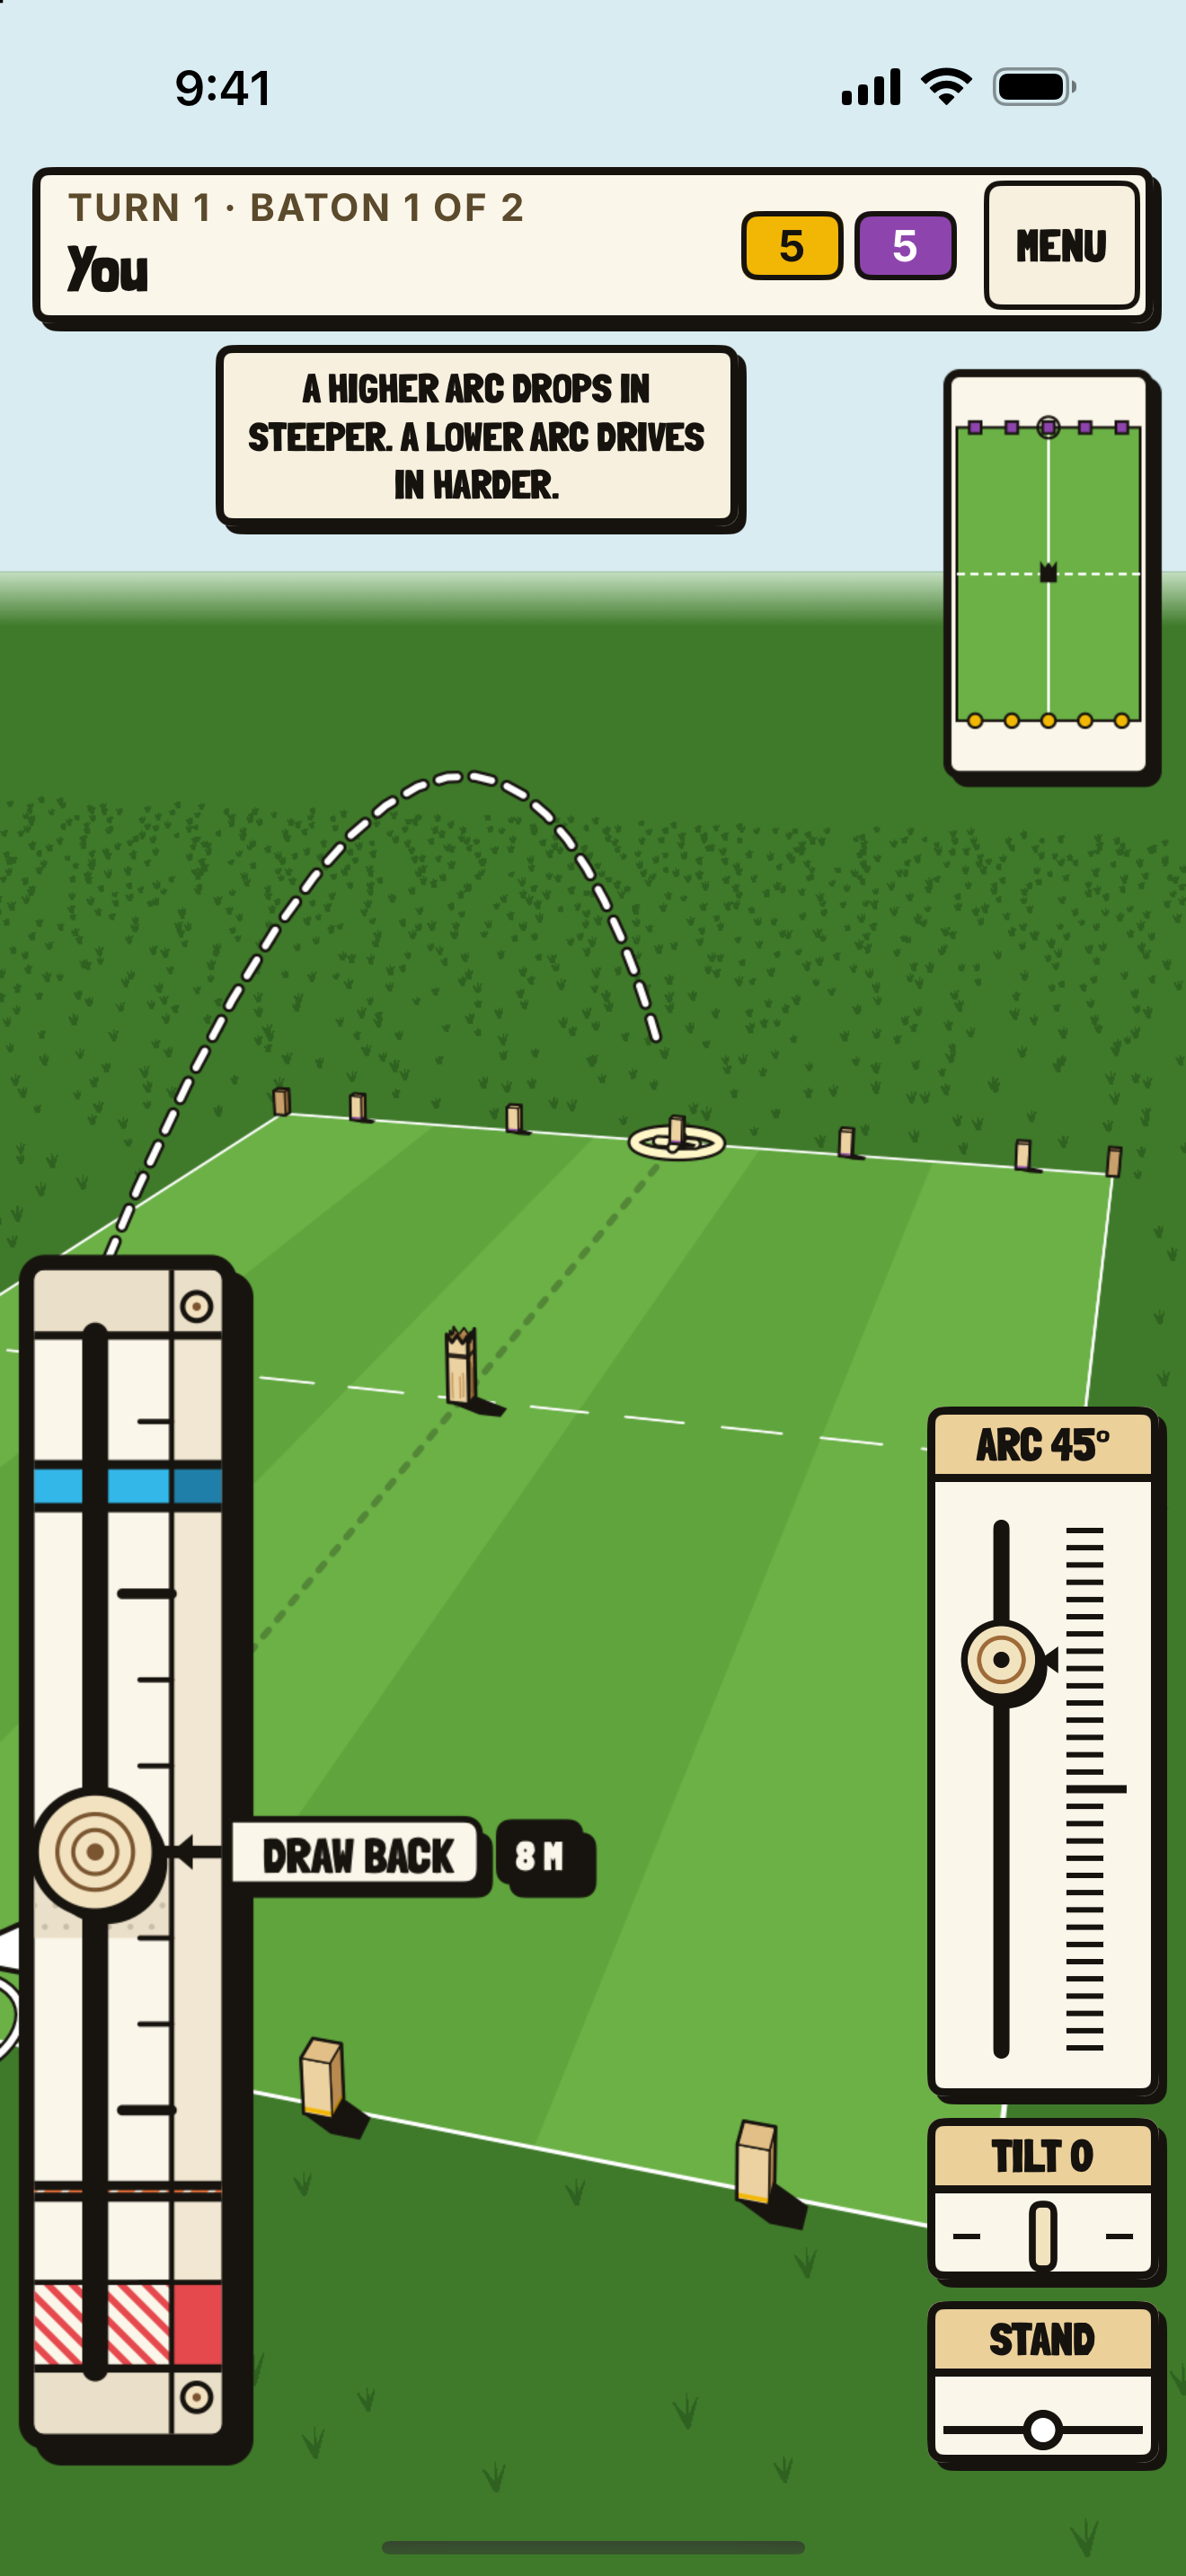 9:41
TURN 1 · BATON 1 OF 2
You
5
5
MENU
A HIGHER ARC DROPS IN
STEEPER. A LOWER ARC DRIVES
IN HARDER.
ARC 45°
DRAW BACK
8 M
TILT 0
STAND